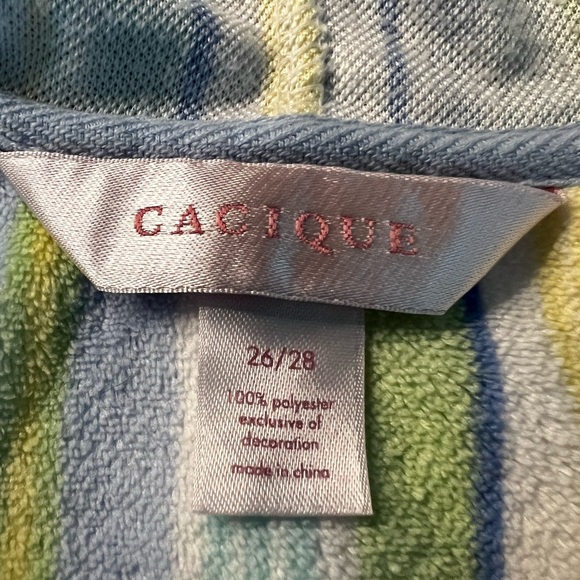 CACIQUE
26/28
100% polyester
exclusive of
decoration
made in china